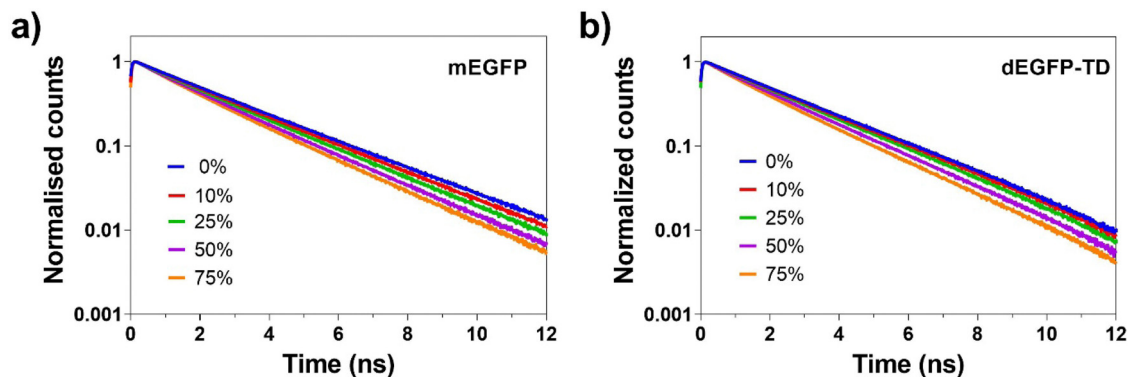 a)
Normalised counts
1
0.1
0.01
0.001
mEGFP
0%
10%
25%
50%
75%
0 2 4 6 8 10 12
Time (ns)
b)
Normalized counts
1
0.1
0.01
0.001
dEGFP-TD
0%
10%
25%
50%
75%
0 2 4 6 8 10 12
Time (ns)